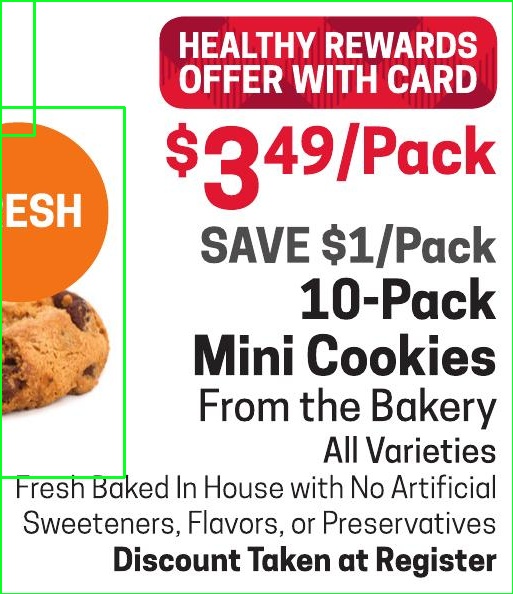 HEALTHY REWARDS
OFFER WITH CARD
$3.49/Pack
ESH
SAVE $1/Pack
10-Pack
Mini Cookies
From the Bakery
All Varieties
Fresh Baked In House with No Artificial
Sweeteners, Flavors, or Preservatives
Discount Taken at Register